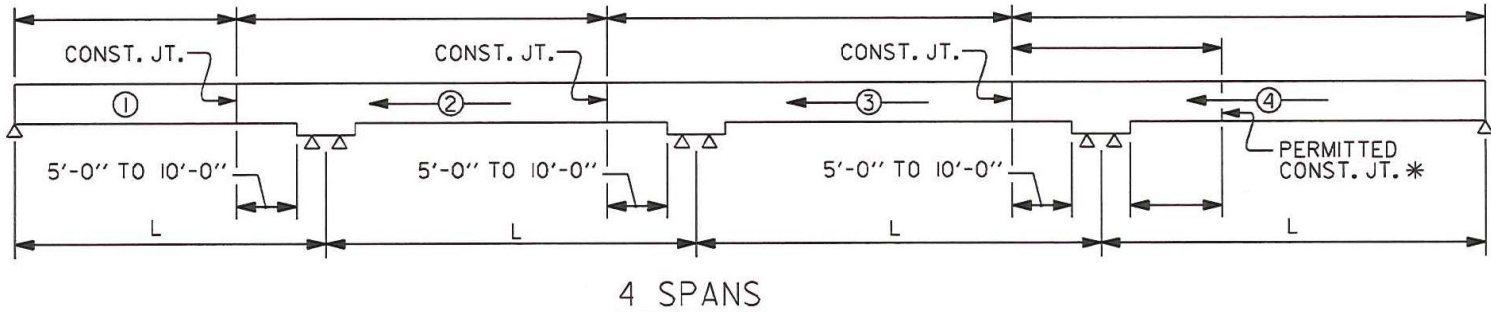 CONST. JT.
CONST. JT.
CONST. JT.
1
2
3
4
5'-0" TO 10'-0"
5'-0" TO 10'-0"
5'-0" TO 10'-0"
PERMITTED
CONST. JT. *
L
L
L
L
4 SPANS